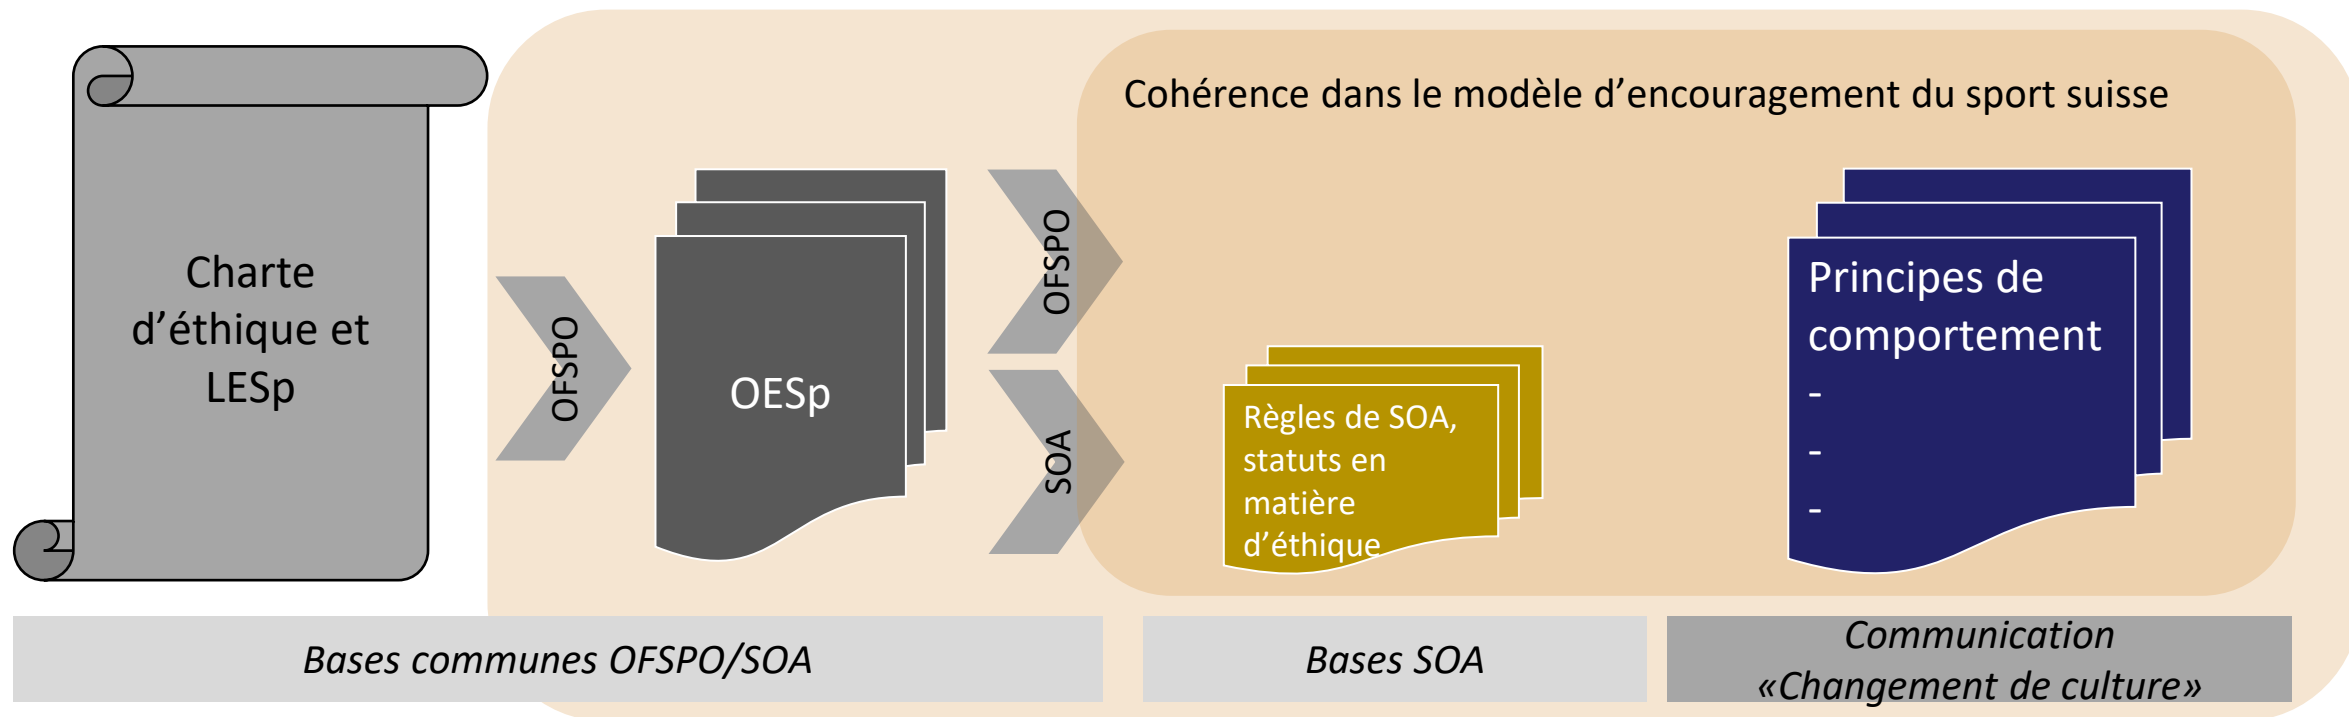 Cohérence dans le modèle d’encouragement du sport suisse
Charte
d’éthique et
LESp
OFSPO
OESp
OFSPO
SOA
Règles de SOA,
statuts en
matière
d’éthique
Principes de
comportement
-
-
-
Bases communes OFSPO/SOA
Bases SOA
Communication
«Changement de culture»